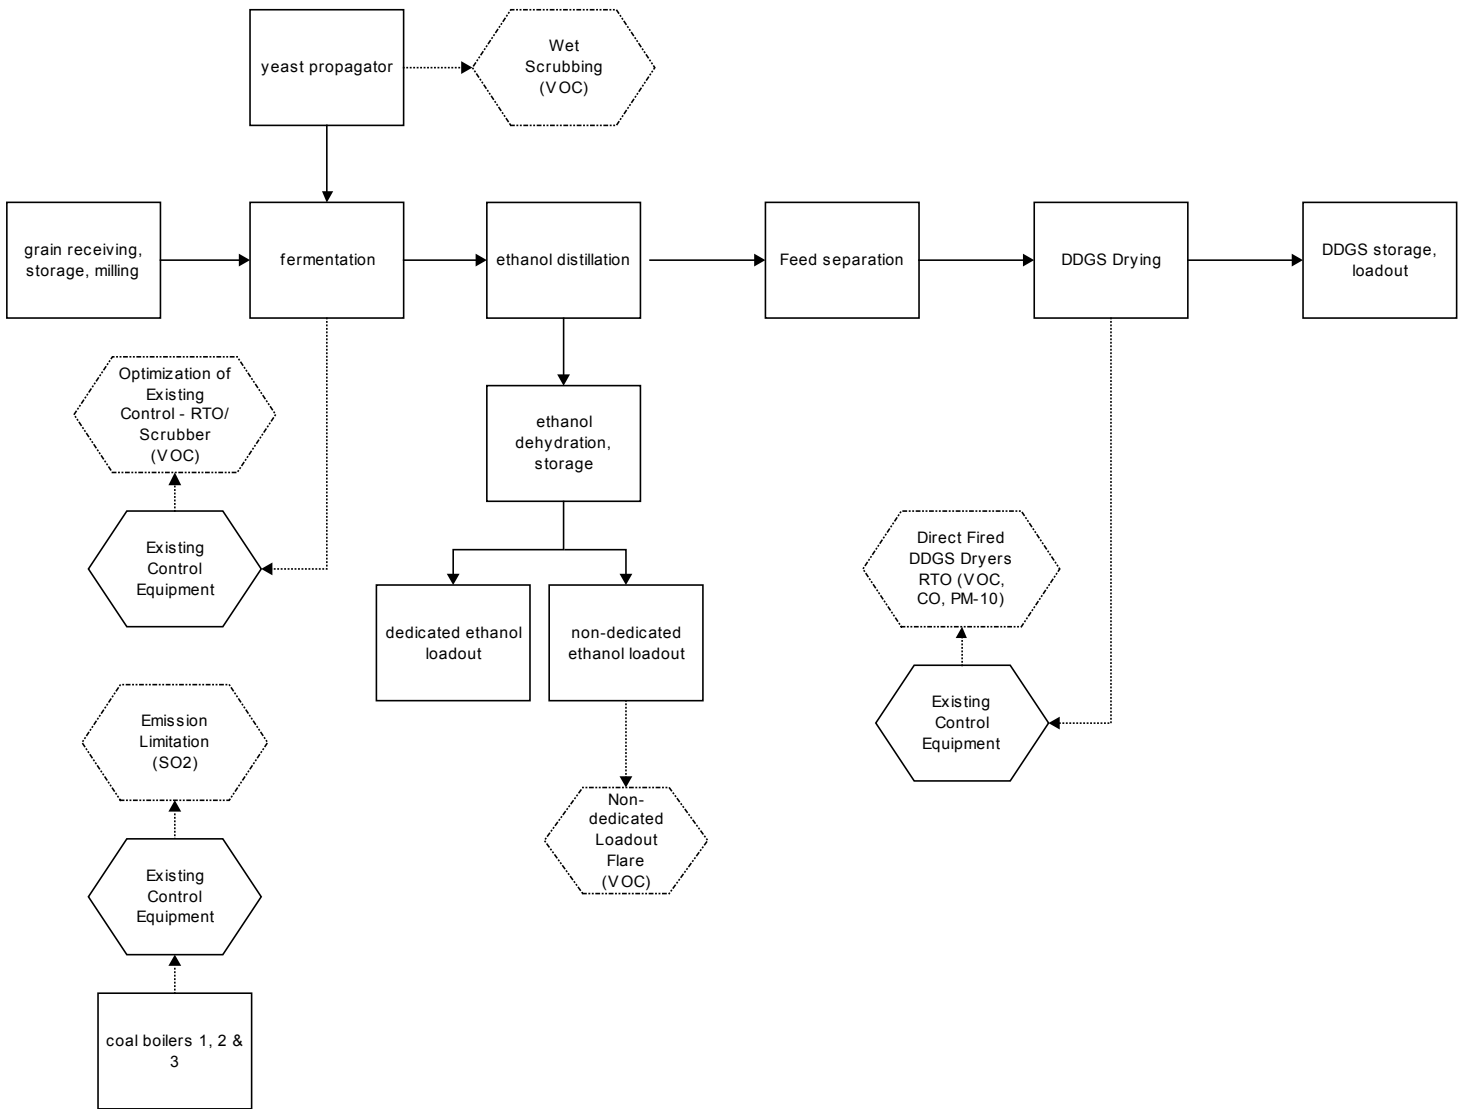 yeast propagator
Wet
Scrubbing
(VOC)
grain receiving,
storage, milling
fermentation
ethanol distillation
Feed separation
DDGS Drying
DDGS storage,
loadout
Optimization of
Existing
Control - RTO/
Scrubber
(VOC)
ethanol
dehydration,
storage
Existing
Control
Equipment
Direct Fired
DDGS Dryers
RTO (VOC,
CO, PM-10)
dedicated ethanol
loadout
non-dedicated
ethanol loadout
Existing
Control
Equipment
Emission
Limitation
(SO2)
Non-
dedicated
Loadout
Flare
(VOC)
Existing
Control
Equipment
coal boilers 1, 2 &
3